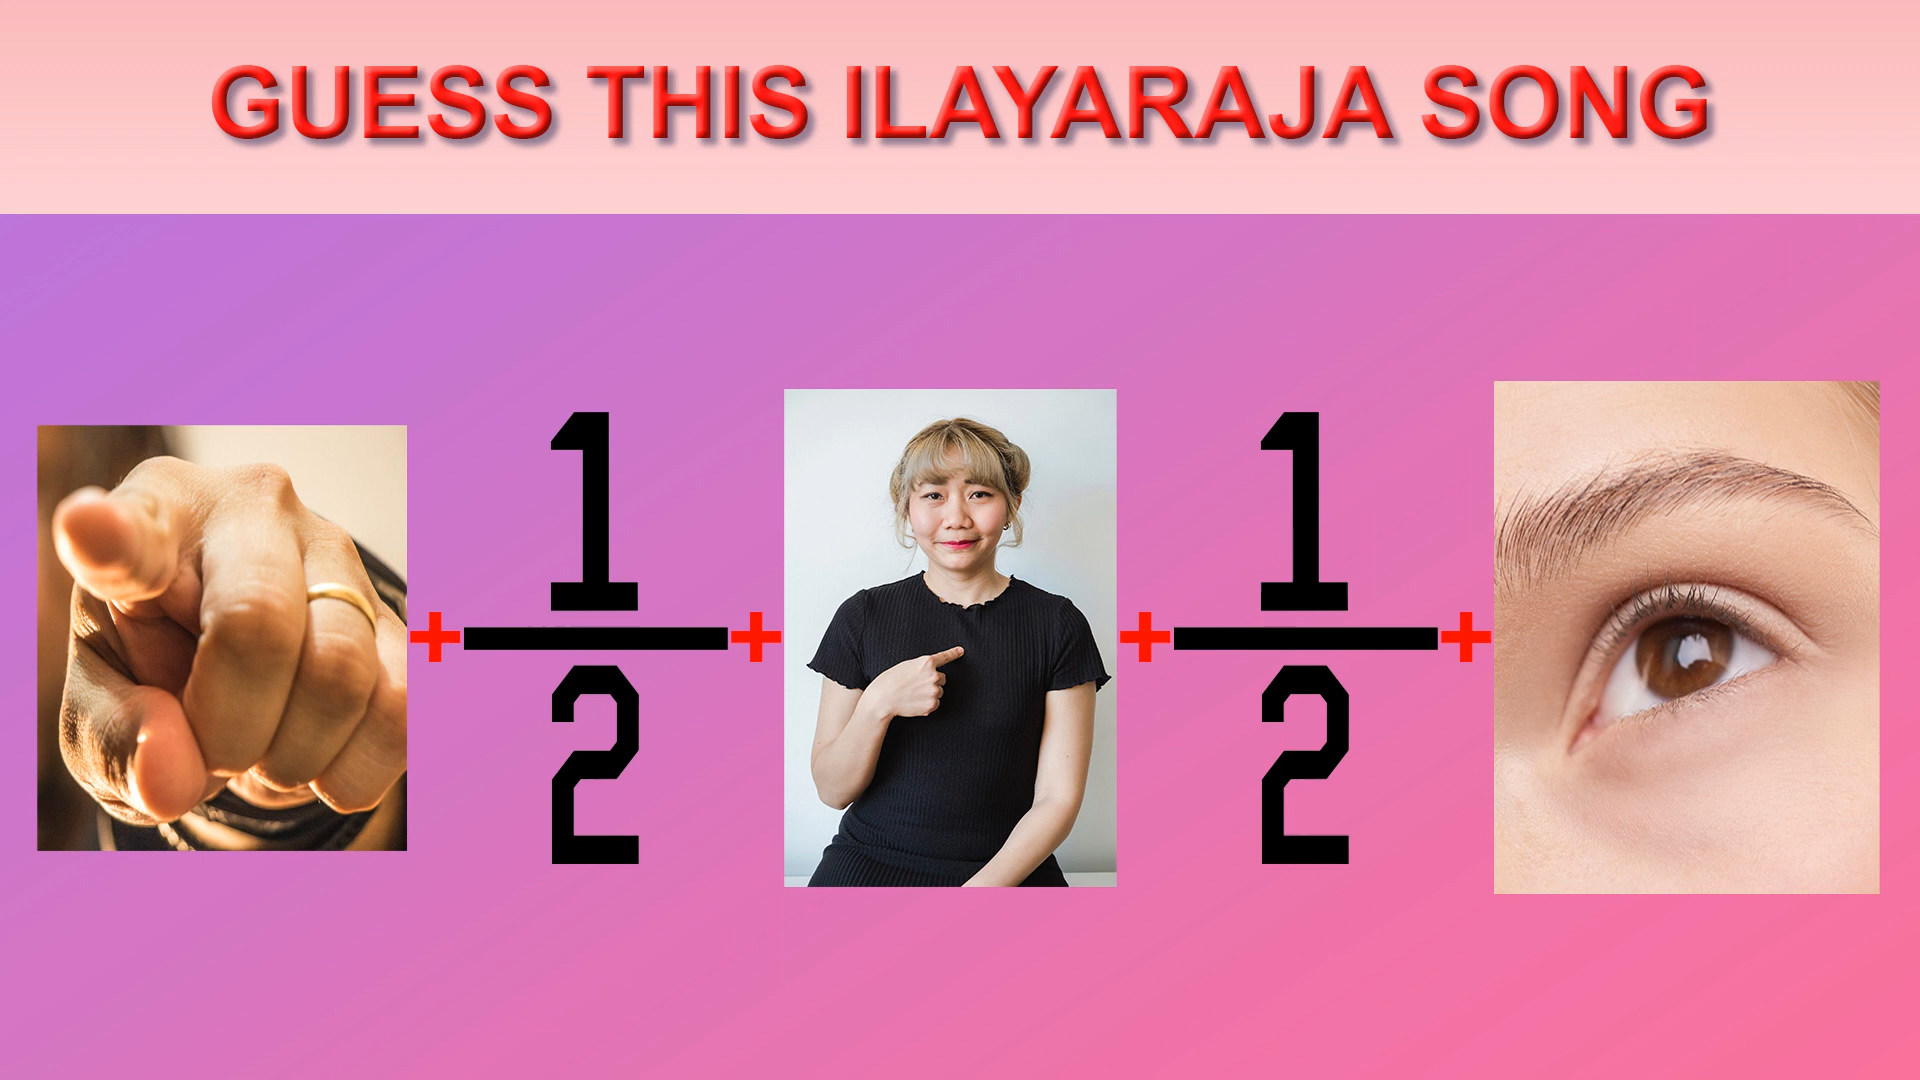 GUESS THIS ILAYARAJA SONG
+ 1/2 + + 1/2 +